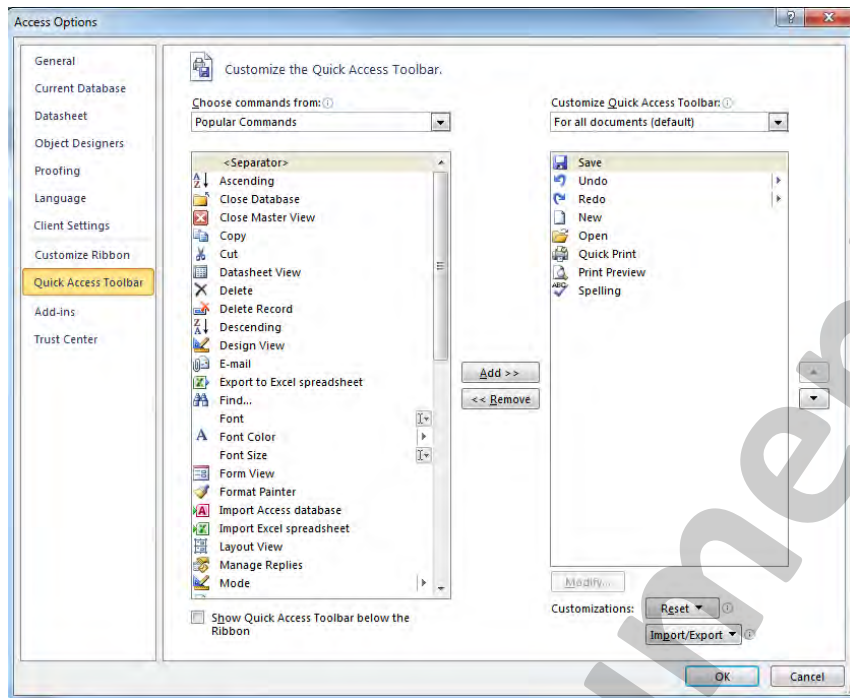 Access Options
General
Current Database
Datasheet
Object Designers
Proofing
Language
Client Settings
Customize Ribbon
Quick Access Toolbar
Add-ins
Trust Center
Customize the Quick Access Toolbar.
Choose commands from:
Popular Commands
<Separator>
Ascending
Close Database
Close Master View
Copy
Cut
Datasheet View
Delete
Delete Record
Descending
Design View
E-mail
Export to Excel spreadsheet
Find...
Font
Font Color
Font Size
Form View
Format Painter
Import Access database
Import Excel spreadsheet
Layout View
Manage Replies
Mode
Show Quick Access Toolbar below the
Ribbon
Add >>
<< Remove
Customize Quick Access Toolbar:
For all documents (default)
Save
Undo
Redo
New
Open
Quick Print
Print Preview
Spelling
Modify...
Customizations:
Reset
Import/Export
OK
Cancel